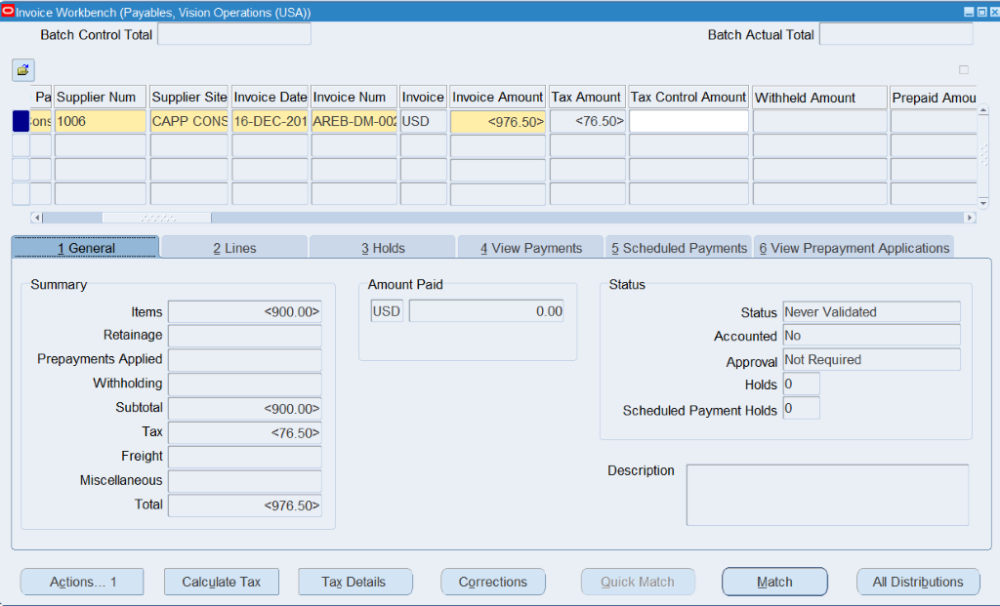 Invoice Workbench (Payables, Vision Operations (USA))
Batch Control Total
Batch Actual Total
Pa Supplier Num Supplier Site Invoice Date Invoice Num Invoice Invoice Amount Tax Amount Tax Control Amount Withheld Amount Prepaid Amou
Cons 1006 CAPP CONS 16-DEC-201 AREB-DM-002 USD <976.50> <76.50>
1 General 2 Lines 3 Holds 4 View Payments 5 Scheduled Payments 6 View Prepayment Applications
Summary
Items <900.00>
Retainage
Prepayments Applied
Withholding
Subtotal <900.00>
Tax <76.50>
Freight
Miscellaneous
Total <976.50>
Amount Paid
USD 0.00
Status
Status Never Validated
Accounted No
Approval Not Required
Holds 0
Scheduled Payment Holds 0
Description
Actions... 1 Calculate Tax Tax Details Corrections Quick Match Match All Distributions